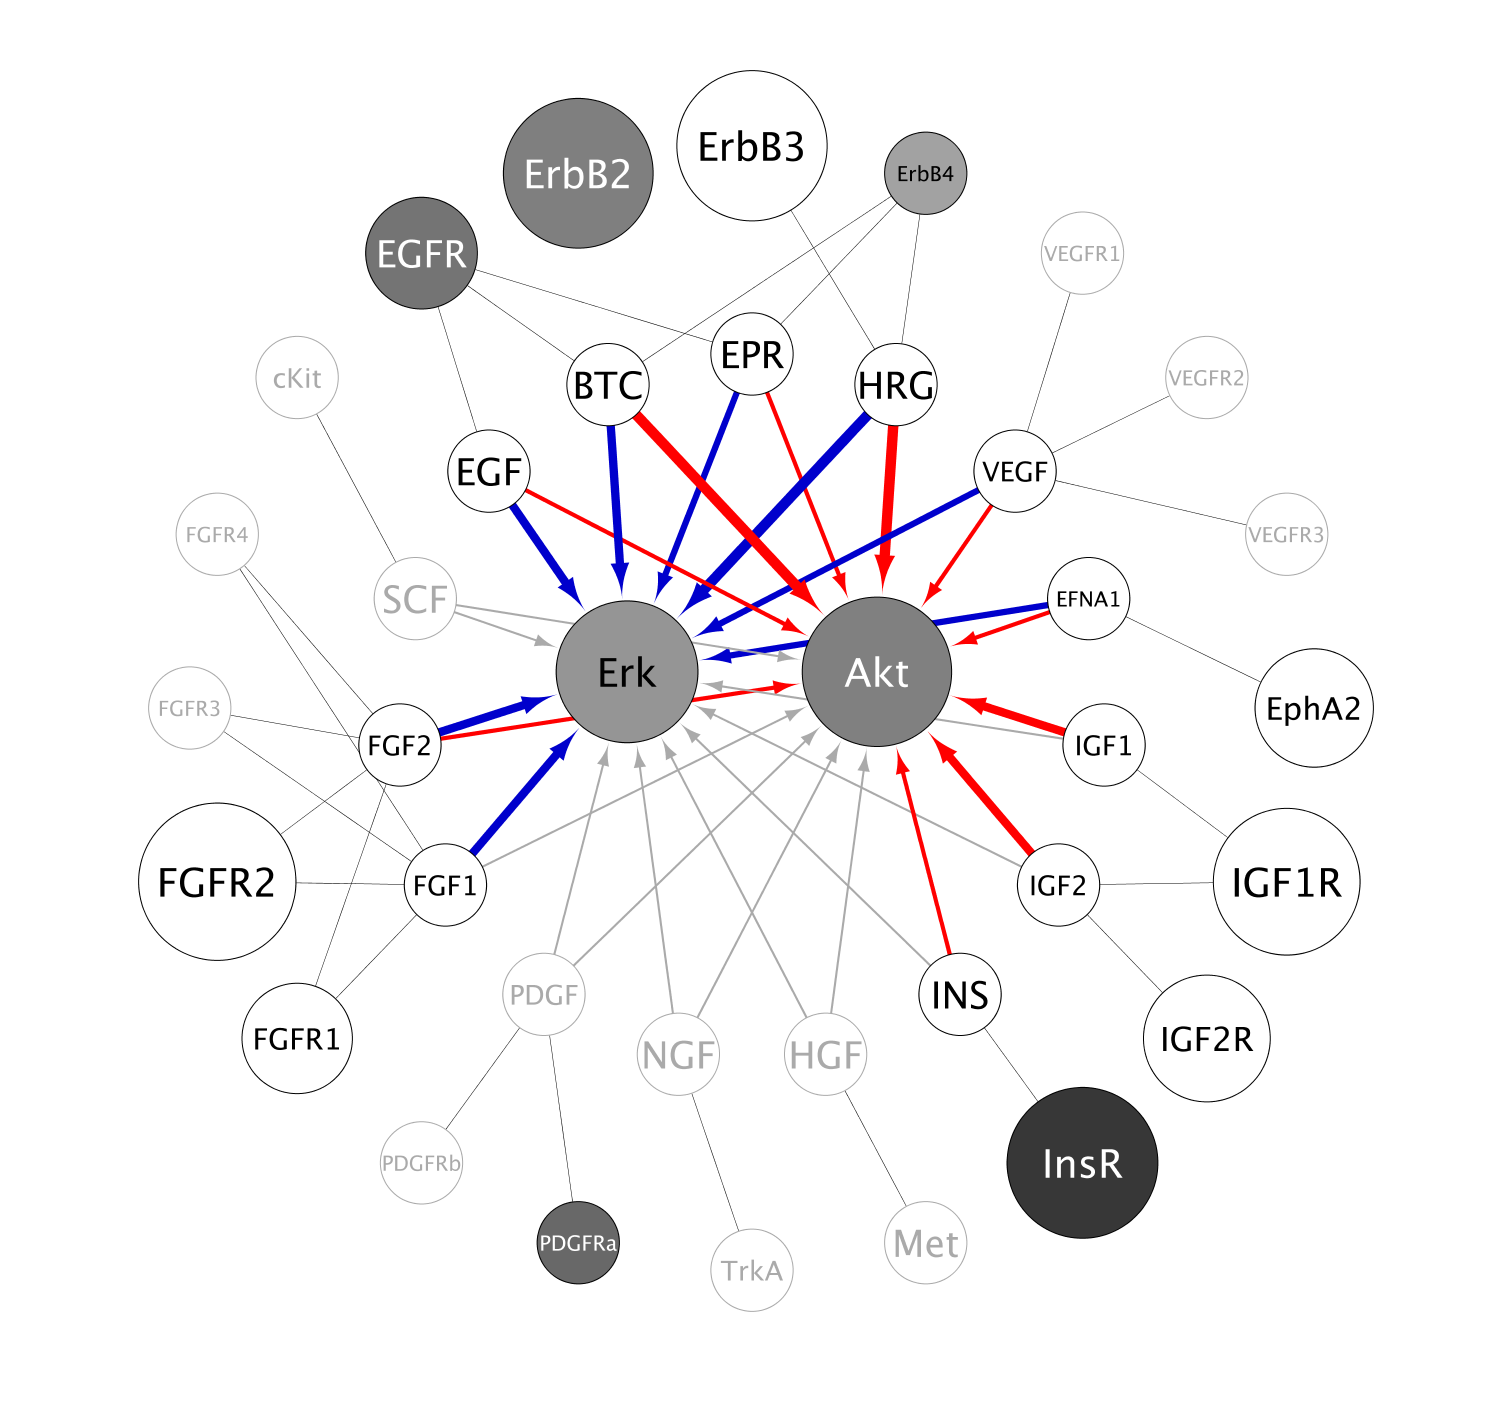 ErbB3
ErbB2
ErbB4
EGFR
VEGFR1
EPR
cKit
BTC
HRG
VEGFR2
EGF
VEGF
FGFR4
VEGFR3
SCF
EFNA1
Erk
Akt
FGFR3
EphA2
FGF2
IGF1
FGFR2
FGF1
IGF2
IGF1R
PDGF
INS
FGFR1
NGF
HGF
IGF2R
PDGFRb
InsR
PDGFRa
TrkA
Met